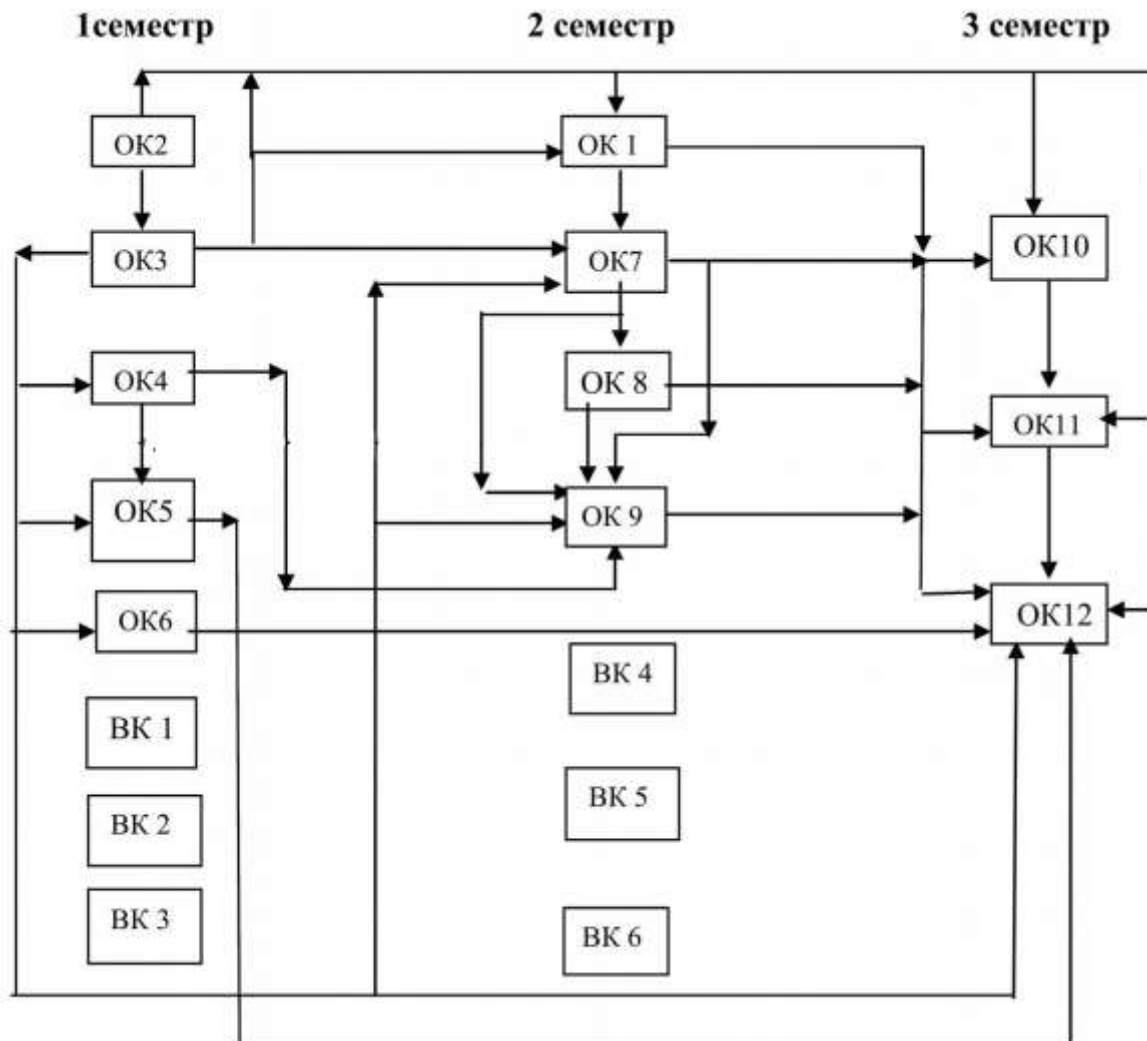 1семестр
2 семестр
3 семестр
ОК2
ОК 1
ОК3
ОК7
ОК10
ОК4
ОК 8
ОК11
ОК5
ОК 9
ОК6
ОК12
ВК 4
ВК 1
ВК 5
ВК 2
ВК 3
ВК 6